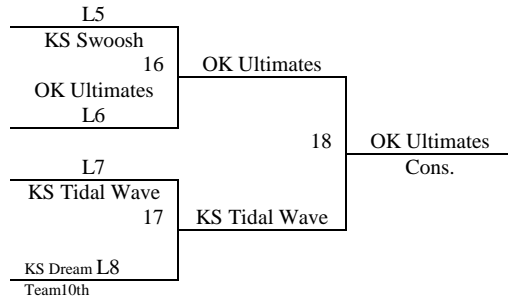 L5
KS Swoosh
16
OK Ultimates
OK Ultimates
L6
18
OK Ultimates
Cons.
L7
KS Tidal Wave
17
KS Tidal Wave
KS Dream L8
Team10th